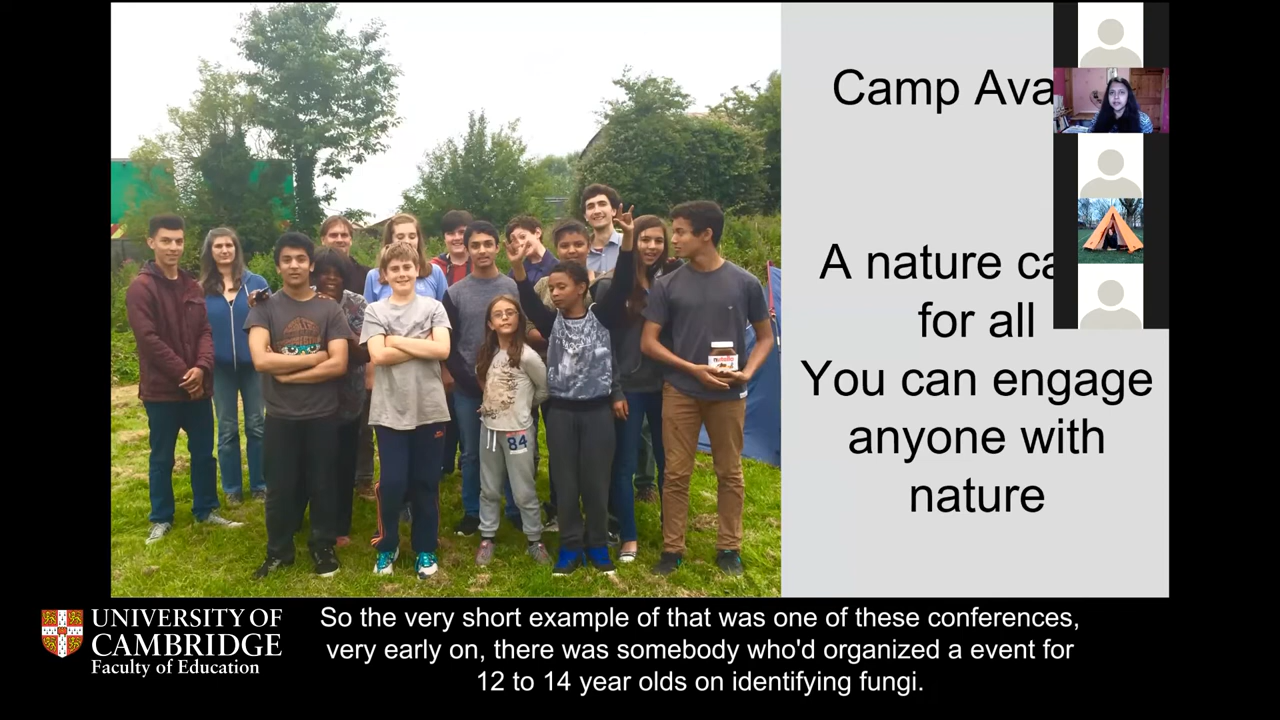 Camp Ava
A nature ca
for all
You can engage
anyone with
nature
nutella
84
UNIVERSITY OF
CAMBRIDGE
Faculty of Education
So the very short example of that was one of these conferences,
very early on, there was somebody who'd organized a event for
12 to 14 year olds on identifying fungi.